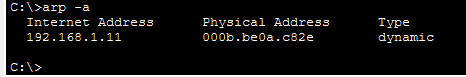 C:\>arp -a
Internet Address Physical Address Type
192.168.1.11 000b.be0a.c82e dynamic
C:\>